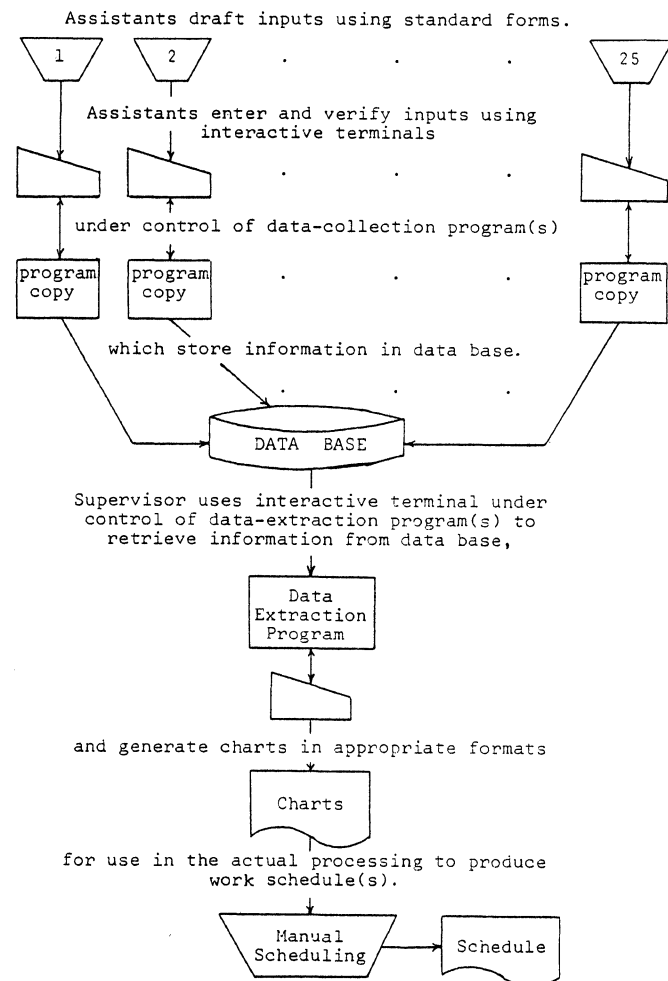 Assistants draft inputs using standard forms.
1 2 . . . 25
Assistants enter and verify inputs using
interactive terminals
. . .
under control of data-collection program(s)
program program . . . program
copy copy copy
which store information in data base.
. . .
DATA BASE
Supervisor uses interactive terminal under
control of data-extraction program(s) to
retrieve information from data base,
Data
Extraction
Program
and generate charts in appropriate formats
Charts
for use in the actual processing to produce
work schedule(s).
Manual
Scheduling
Schedule